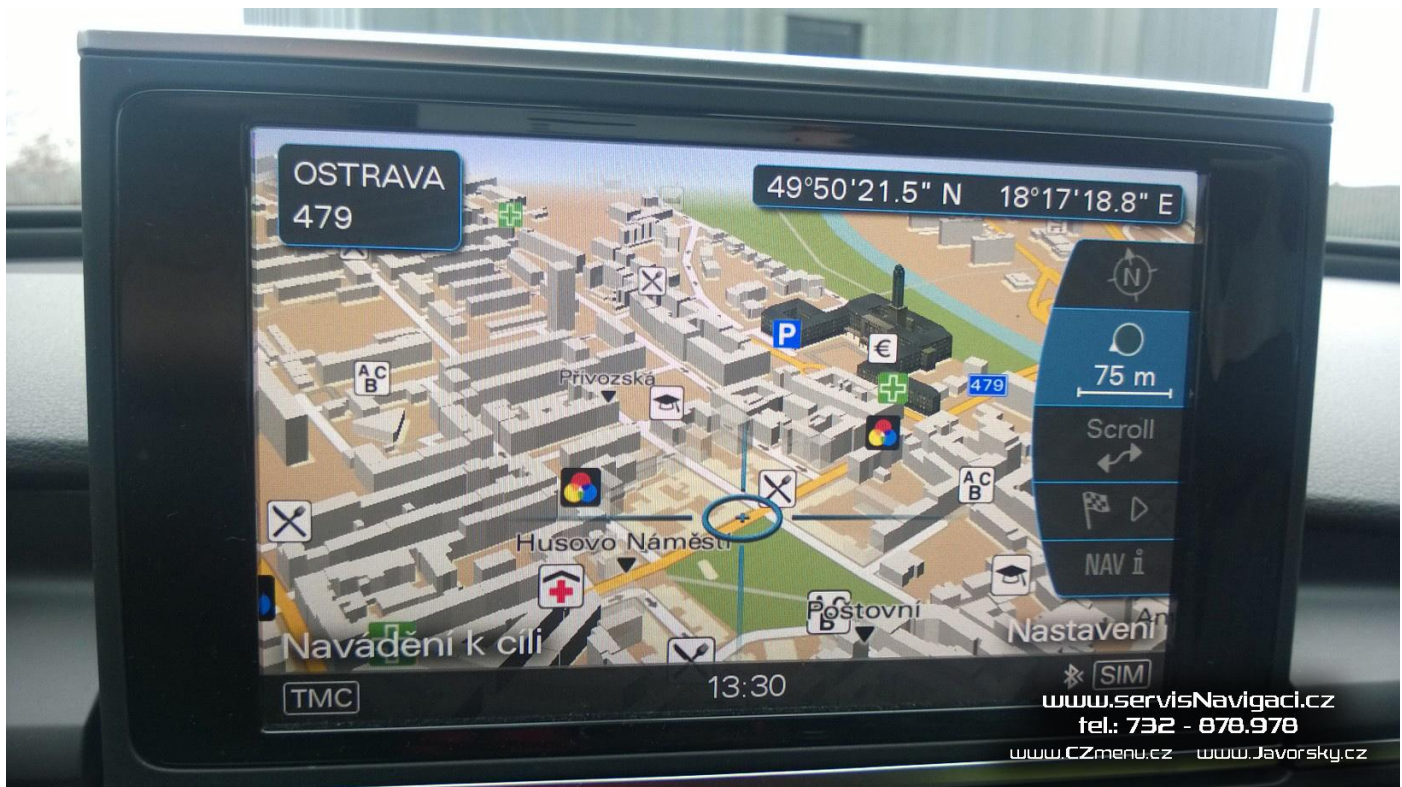 OSTRAVA
479
49°50'21.5" N 18°17'18.8" E
N
P
€
75 m
A C
B
Přívozská
479
Scroll
A C
B
Husovo Náměstí
NAV i
A
B
Poštovní
An
Navádění k cíli
Nastavení
TMC
13:30
SIM
www.servisNavigaci.cz
tel.: 732 - 878.978
www.CZmenu.cz www.Javorsky.cz